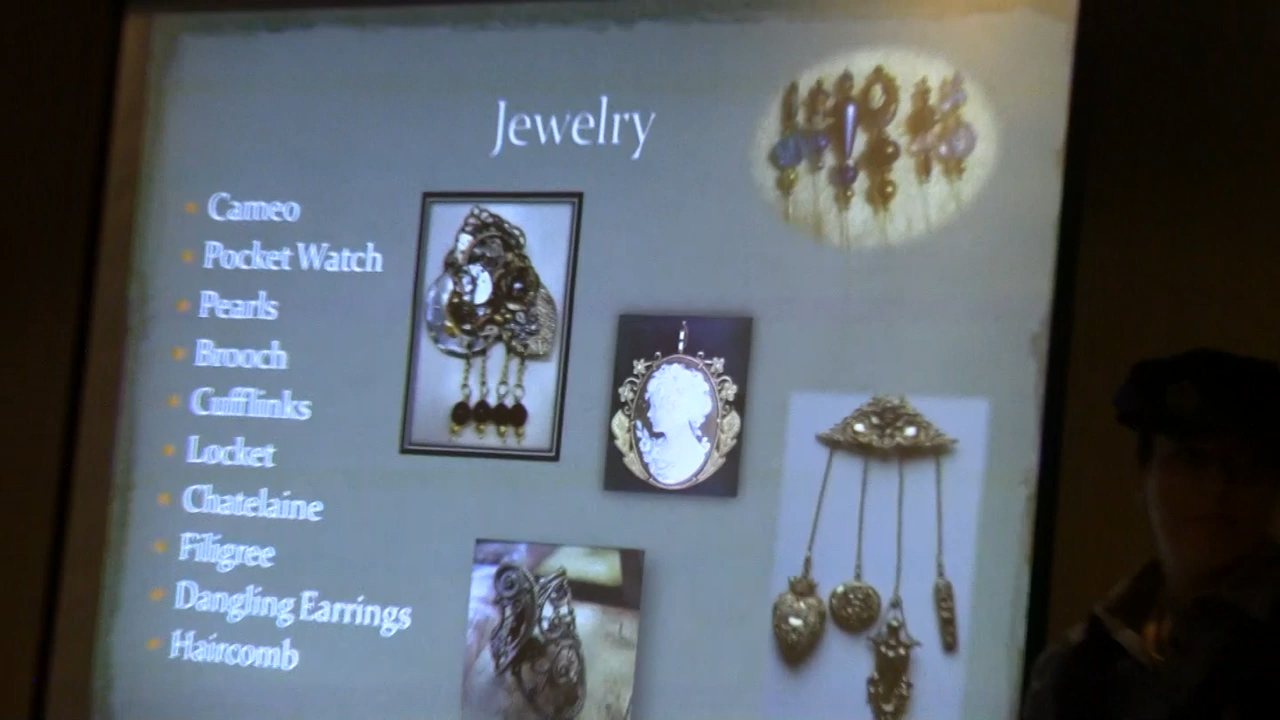 Jewelry
Cameo
Pocket Watch
Pearls
Brooch
Cufflinks
Locket
Chatelaine
Filigree
Dangling Earrings
Haircomb